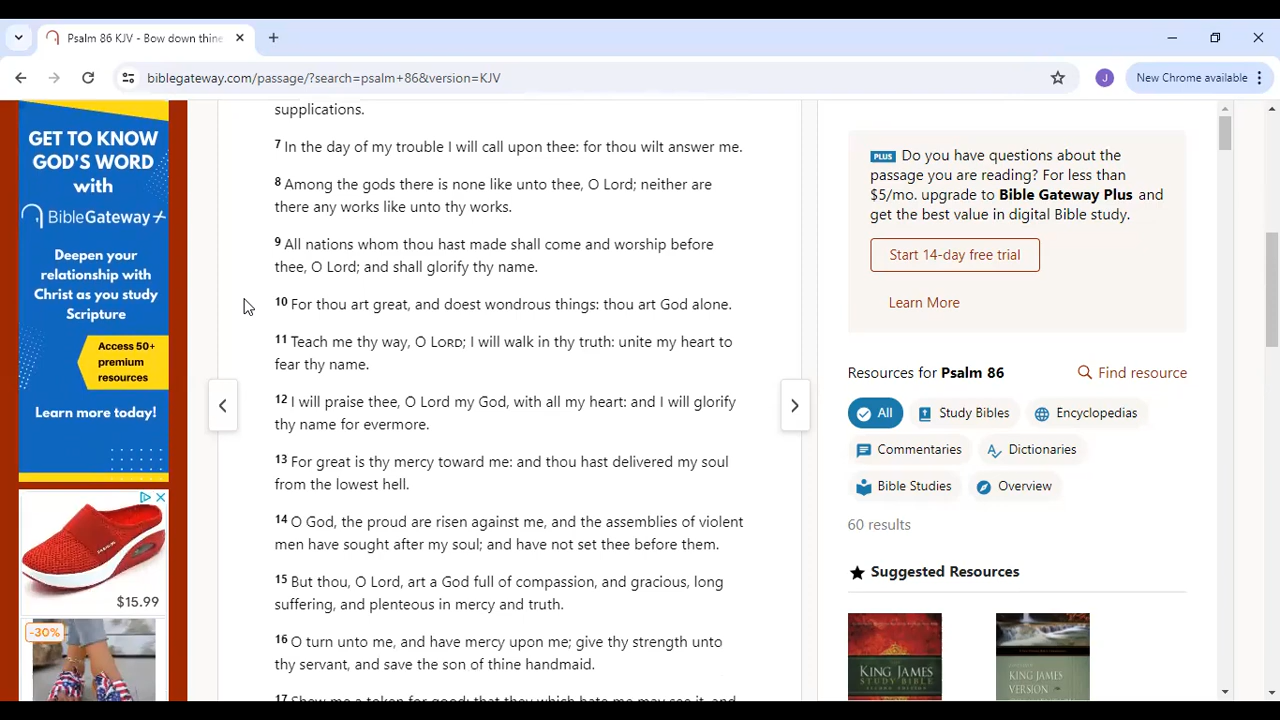 Psalm 86 KJV - Bow down thine
biblegateway.com/passage/?search=psalm+86&version=KJV
J
New Chrome available
GET TO KNOW
GOD'S WORD
with
BibleGateway+
Deepen your
relationship with
Christ as you study
Scripture
Access 50+
premium
resources
Learn more today!
$15.99
-30%
supplications.
7 In the day of my trouble I will call upon thee: for thou wilt answer me.
8 Among the gods there is none like unto thee, O Lord; neither are
there any works like unto thy works.
9 All nations whom thou hast made shall come and worship before
thee, O Lord; and shall glorify thy name.
10 For thou art great, and doest wondrous things: thou art God alone.
11 Teach me thy way, O LORD; I will walk in thy truth: unite my heart to
fear thy name.
12 I will praise thee, O Lord my God, with all my heart: and I will glorify
thy name for evermore.
13 For great is thy mercy toward me: and thou hast delivered my soul
from the lowest hell.
14 O God, the proud are risen against me, and the assemblies of violent
men have sought after my soul; and have not set thee before them.
15 But thou, O Lord, art a God full of compassion, and gracious, long
suffering, and plenteous in mercy and truth.
16 O turn unto me, and have mercy upon me; give thy strength unto
thy servant, and save the son of thine handmaid.
17
PLUS Do you have questions about the
passage you are reading? For less than
$5/mo. upgrade to Bible Gateway Plus and
get the best value in digital Bible study.
Start 14-day free trial
Learn More
Resources for Psalm 86
Find resource
All
Study Bibles
Encyclopedias
Commentaries
Dictionaries
Bible Studies
Overview
60 results
Suggested Resources
KING JAMES
STUDY BIBLE
SECOND EDITION
KING JAMES
VERSION